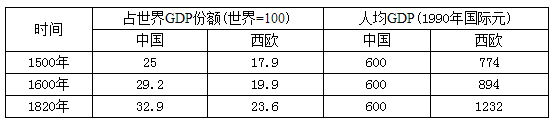 时间 占世界GDP份额(世界=100) 人均GDP(1990年国际元)
中国 西欧 中国 西欧
1500年 25 17.9 600 774
1600年 29.2 19.9 600 894
1820年 32.9 23.6 600 1232